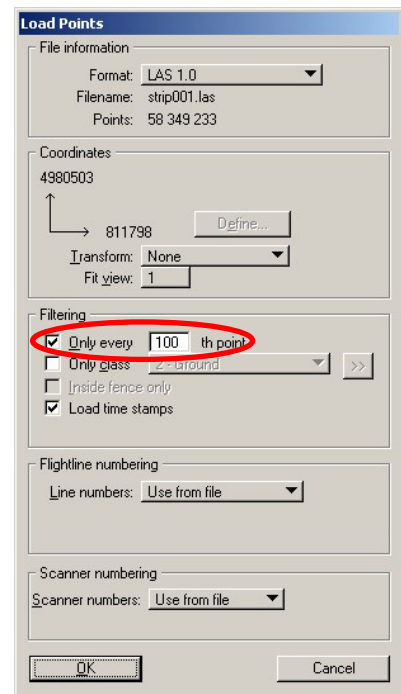 Load Points
File information
Format: LAS 1.0
Filename: strip001.las
Points: 58 349 233
Coordinates
4980503
811798
Define...
Transform: None
Fit view: 1
Filtering
Only every 100 th point
Only class 2 - Ground >>
Inside fence only
Load time stamps
Flightline numbering
Line numbers: Use from file
Scanner numbering
Scanner numbers: Use from file
OK Cancel